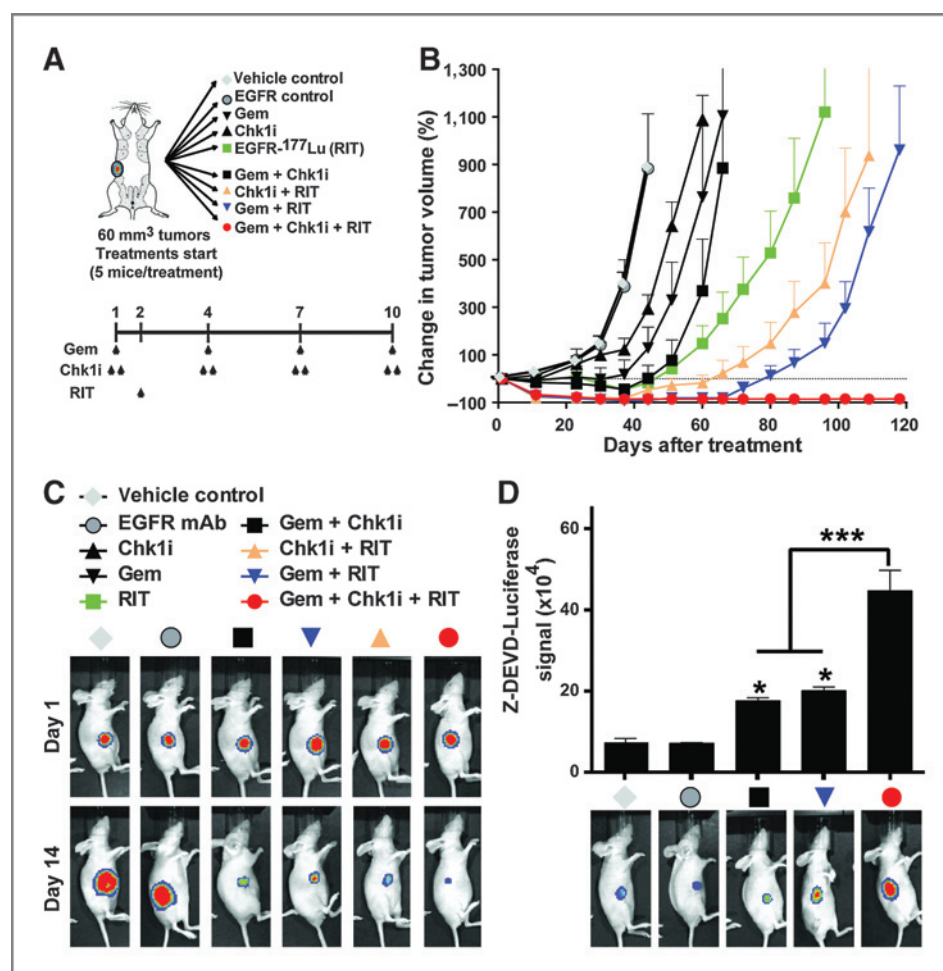 A
Vehicle control
EGFR control
Gem
Chk1i
EGFR-¹⁷⁷Lu (RIT)
Gem + Chk1i
Chk1i + RIT
Gem + RIT
Gem + Chk1i + RIT
60 mm³ tumors
Treatments start
(5 mice/treatment)
1 2 4 7 10
Gem
Chk1i
RIT
B
Change in tumor volume (%)
1,300
1,100
900
700
500
300
100
−100
0 20 40 60 80 100 120
Days after treatment
C
Vehicle control
EGFR mAb
Chk1i
Gem
RIT
Gem + Chk1i
Chk1i + RIT
Gem + RIT
Gem + Chk1i + RIT
Day 1
Day 14
D
Z-DEVD-Luciferase
signal (x10⁴)
60
40
20
0
***
* *